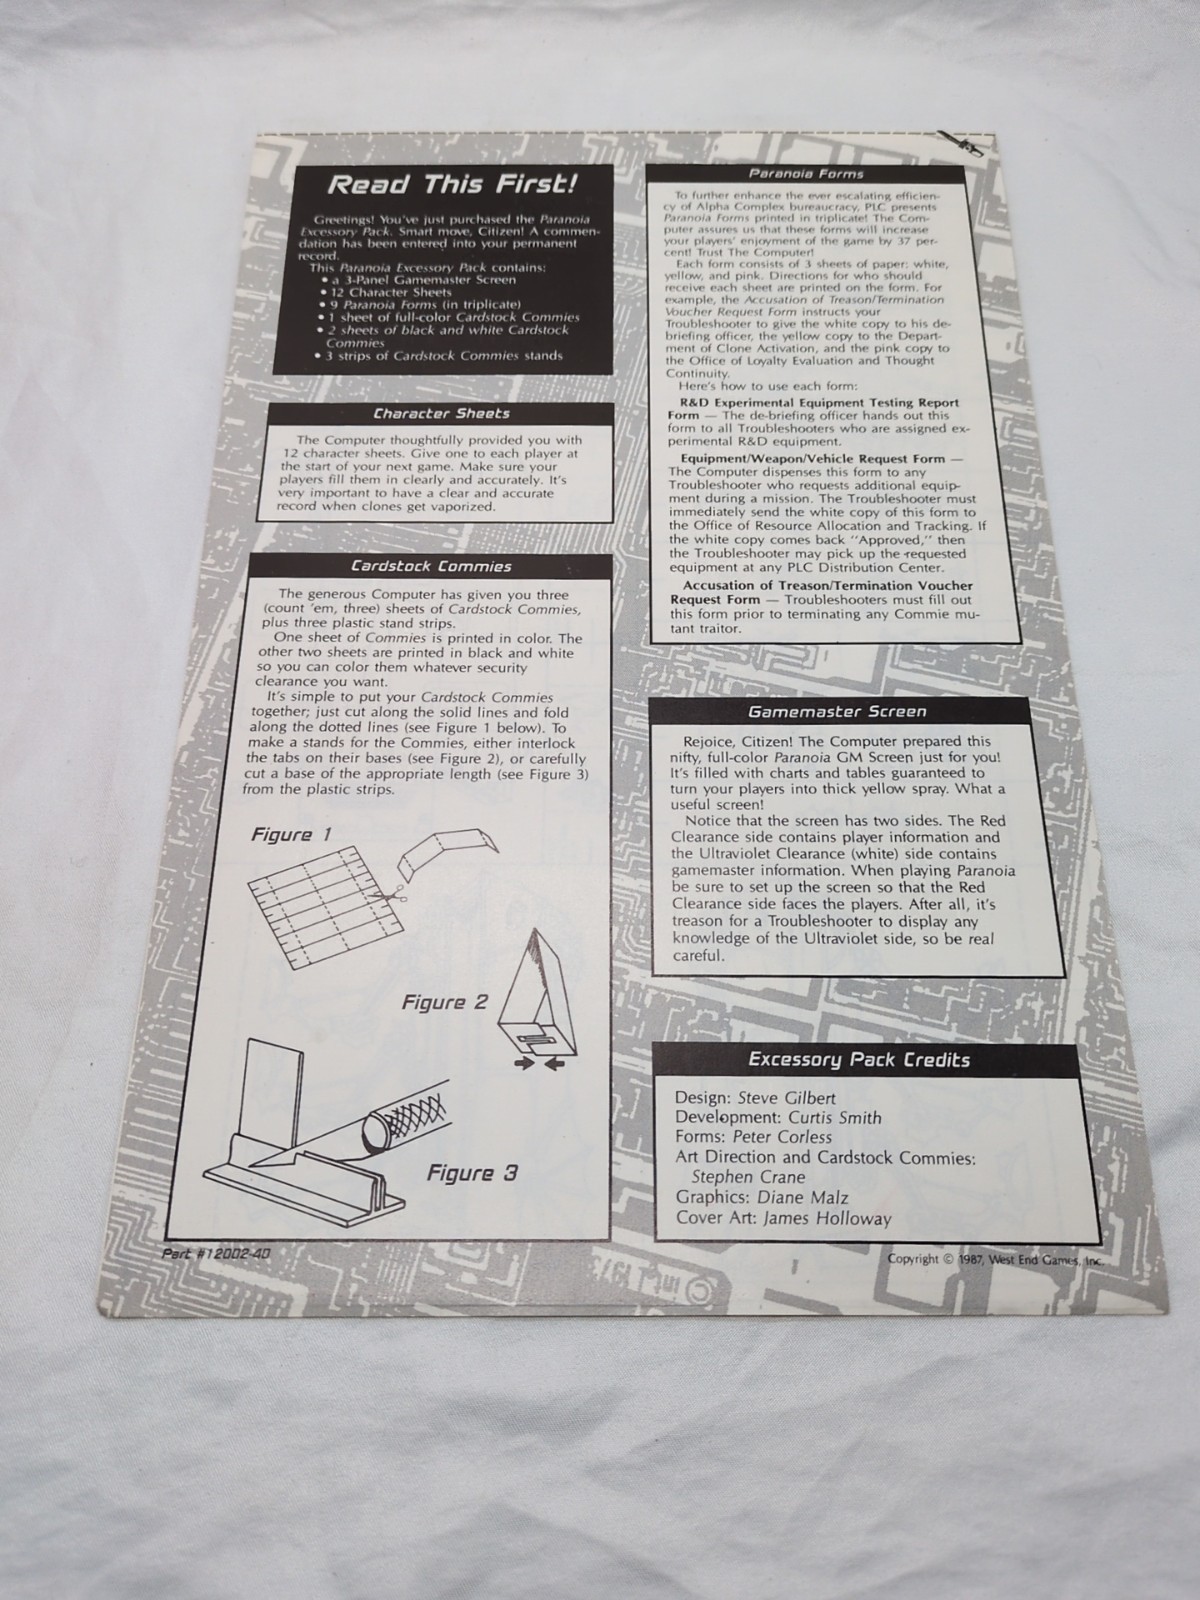 Read This First!
Greetings! You've just purchased the Paranoia
Excessory Pack. Smart move, Citizen! A commen-
dation has been entered into your permanent
record.
This Paranoia Excessory Pack contains:
• a 3-Panel Gamemaster Screen
• 12 Character Sheets
• 9 Paranoia Forms (in triplicate)
• 1 sheet of full-color Cardstock Commies
• 2 sheets of black and white Cardstock
Commies
• 3 strips of Cardstock Commies stands
Character Sheets
The Computer thoughtfully provided you with
12 character sheets. Give one to each player at
the start of your next game. Make sure your
players fill them in clearly and accurately. It's
very important to have a clear and accurate
record when clones get vaporized.
Cardstock Commies
The generous Computer has given you three
(count 'em, three) sheets of Cardstock Commies,
plus three plastic stand strips.
One sheet of Commies is printed in color. The
other two sheets are printed in black and white
so you can color them whatever security
clearance you want.
It's simple to put your Cardstock Commies
together; just cut along the solid lines and fold
along the dotted lines (see Figure 1 below). To
make a stands for the Commies, either interlock
the tabs on their bases (see Figure 2), or carefully
cut a base of the appropriate length (see Figure 3)
from the plastic strips.
Figure 1
Figure 2
Figure 3
Part #12002-40
Paranoia Forms
To further enhance the ever escalating efficien-
cy of Alpha Complex bureaucracy, PLC presents
Paranoia Forms printed in triplicate! The Com-
puter assures us that these forms will increase
your players' enjoyment of the game by 37 per-
cent! Trust The Computer!
Each form consists of 3 sheets of paper: white,
yellow, and pink. Directions for who should
receive each sheet are printed on the form. For
example, the Accusation of Treason/Termination
Voucher Request Form instructs your
Troubleshooter to give the white copy to his de-
briefing officer, the yellow copy to the Depart-
ment of Clone Activation, and the pink copy to
the Office of Loyalty Evaluation and Thought
Continuity.
Here's how to use each form:
R&D Experimental Equipment Testing Report
Form — The de-briefing officer hands out this
form to all Troubleshooters who are assigned ex-
perimental R&D equipment.
Equipment/Weapon/Vehicle Request Form —
The Computer dispenses this form to any
Troubleshooter who requests additional equip-
ment during a mission. The Troubleshooter must
immediately send the white copy of this form to
the Office of Resource Allocation and Tracking. If
the white copy comes back "Approved," then
the Troubleshooter may pick up the requested
equipment at any PLC Distribution Center.
Accusation of Treason/Termination Voucher
Request Form — Troubleshooters must fill out
this form prior to terminating any Commie mu-
tant traitor.
Gamemaster Screen
Rejoice, Citizen! The Computer prepared this
nifty, full-color Paranoia GM Screen just for you!
It's filled with charts and tables guaranteed to
turn your players into thick yellow spray. What a
useful screen!
Notice that the screen has two sides. The Red
Clearance side contains player information and
the Ultraviolet Clearance (white) side contains
gamemaster information. When playing Paranoia
be sure to set up the screen so that the Red
Clearance side faces the players. After all, it's
treason for a Troubleshooter to display any
knowledge of the Ultraviolet side, so be real
careful.
Excessory Pack Credits
Design: Steve Gilbert
Development: Curtis Smith
Forms: Peter Corless
Art Direction and Cardstock Commies:
Stephen Crane
Graphics: Diane Malz
Cover Art: James Holloway
Copyright © 1987, West End Games, Inc.